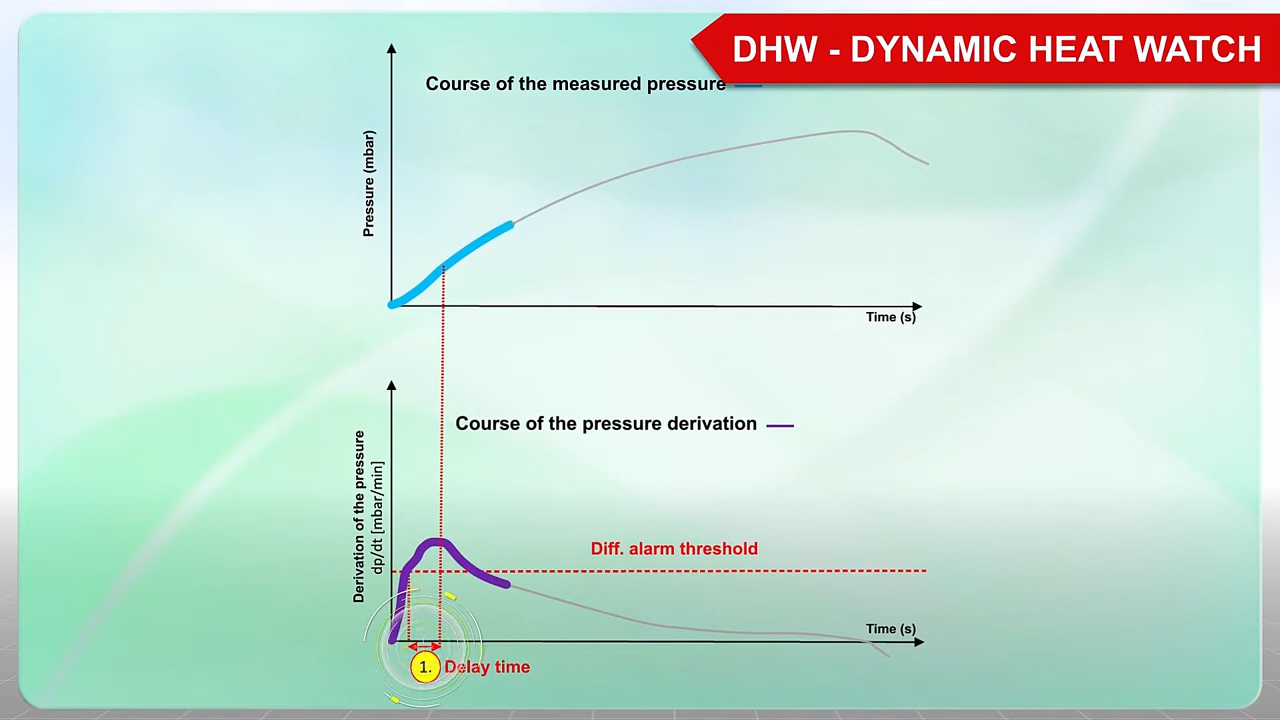 DHW - DYNAMIC HEAT WATCH
Course of the measured pressure
Pressure (mbar)
Time (s)
Course of the pressure derivation
Derivation of the pressure
dp/dt [mbar/min]
Diff. alarm threshold
Time (s)
1. Delay time